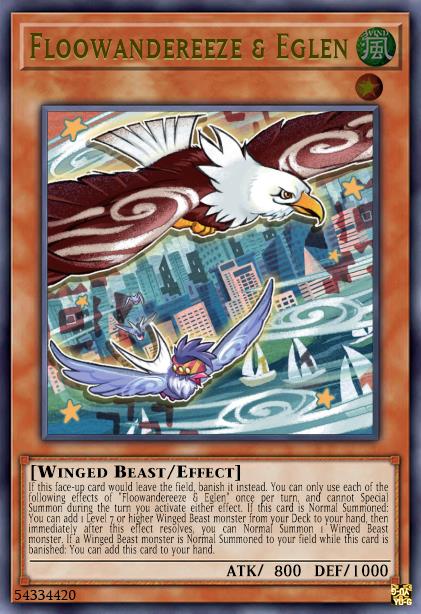 Floowandereeze & Eglen
WIND
風
[Winged Beast/Effect]
If this face-up card would leave the field, banish it instead. You can only use each of the
following effects of "Floowandereeze & Eglen" once per turn, and cannot Special
Summon during the turn you activate either effect. If this card is Normal Summoned:
You can add 1 Level 7 or higher Winged Beast monster from your Deck to your hand, then
immediately after this effect resolves, you can Normal Summon 1 Winged Beast
monster. If a Winged Beast monster is Normal Summoned to your field while this card is
banished: You can add this card to your hand.
ATK/ 800 DEF/1000
54334420